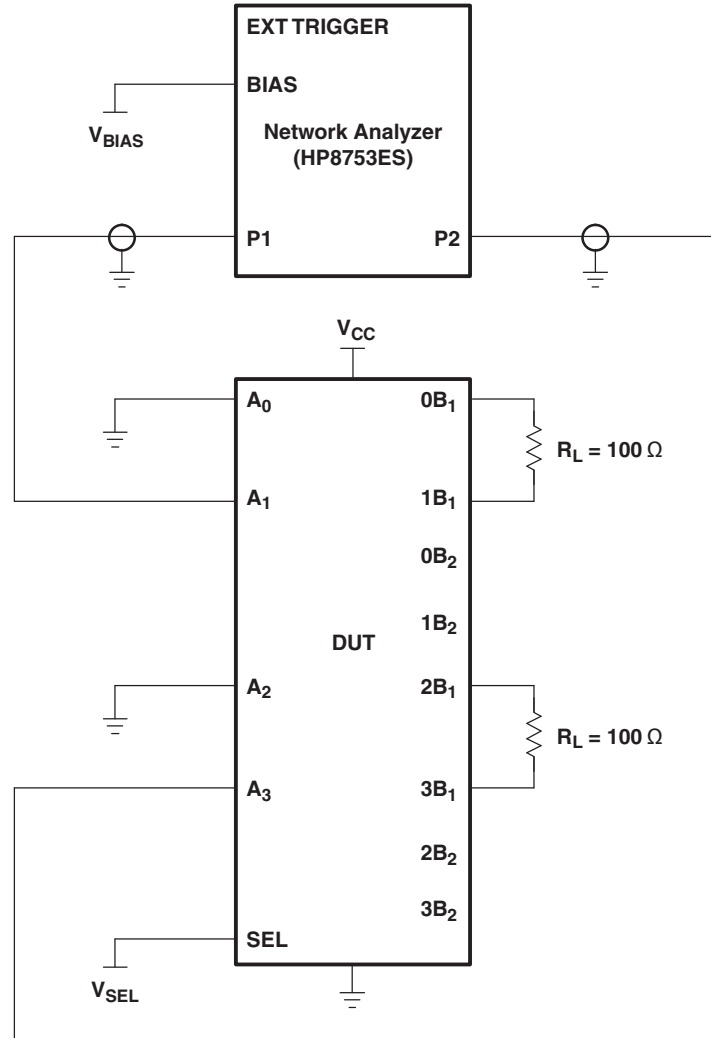 EXT TRIGGER
BIAS
V_BIAS
Network Analyzer
(HP8753ES)
P1
P2
V_CC
A_0
0B_1
R_L = 100 Ω
A_1
1B_1
0B_2
1B_2
DUT
A_2
2B_1
R_L = 100 Ω
A_3
3B_1
2B_2
3B_2
SEL
V_SEL